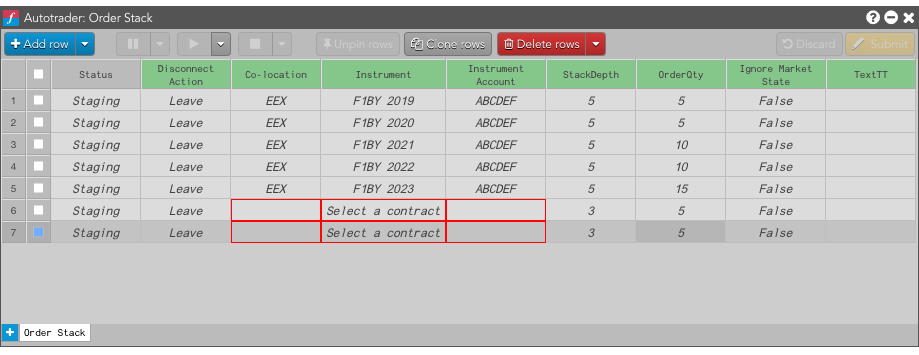 Autotrader: Order Stack
Add row Unpin rows Clone rows Delete rows Discard Submit
Status Disconnect Action Co-location Instrument Instrument Account StackDepth OrderQty Ignore Market State TextTT
1 Staging Leave EEX F1BY 2019 ABCDEF 5 5 False
2 Staging Leave EEX F1BY 2020 ABCDEF 5 5 False
3 Staging Leave EEX F1BY 2021 ABCDEF 5 10 False
4 Staging Leave EEX F1BY 2022 ABCDEF 5 10 False
5 Staging Leave EEX F1BY 2023 ABCDEF 5 15 False
6 Staging Leave Select a contract 3 5 False
7 Staging Leave Select a contract 3 5 False
Order Stack